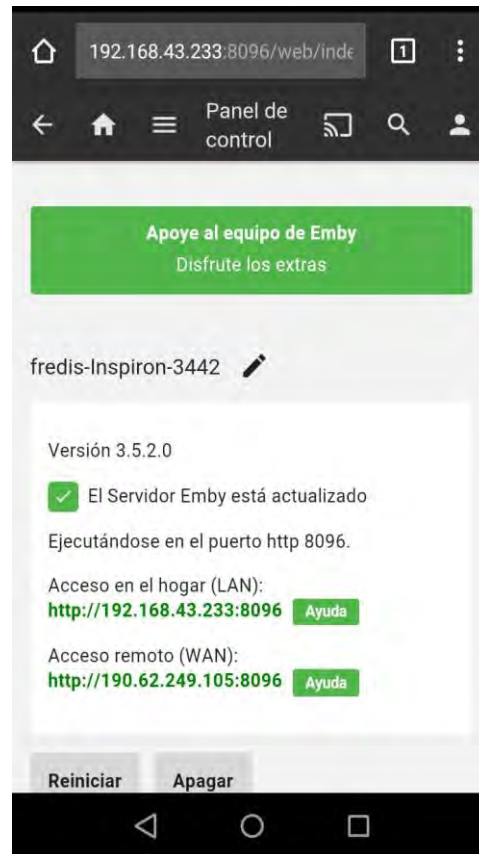 192.168.43.233:8096/web/inde
1
Panel de
control
Apoye al equipo de Emby
Disfrute los extras
fredis-Inspiron-3442
Versión 3.5.2.0
El Servidor Emby está actualizado
Ejecutándose en el puerto http 8096.
Acceso en el hogar (LAN):
http://192.168.43.233:8096 Ayuda
Acceso remoto (WAN):
http://190.62.249.105:8096 Ayuda
Reiniciar Apagar